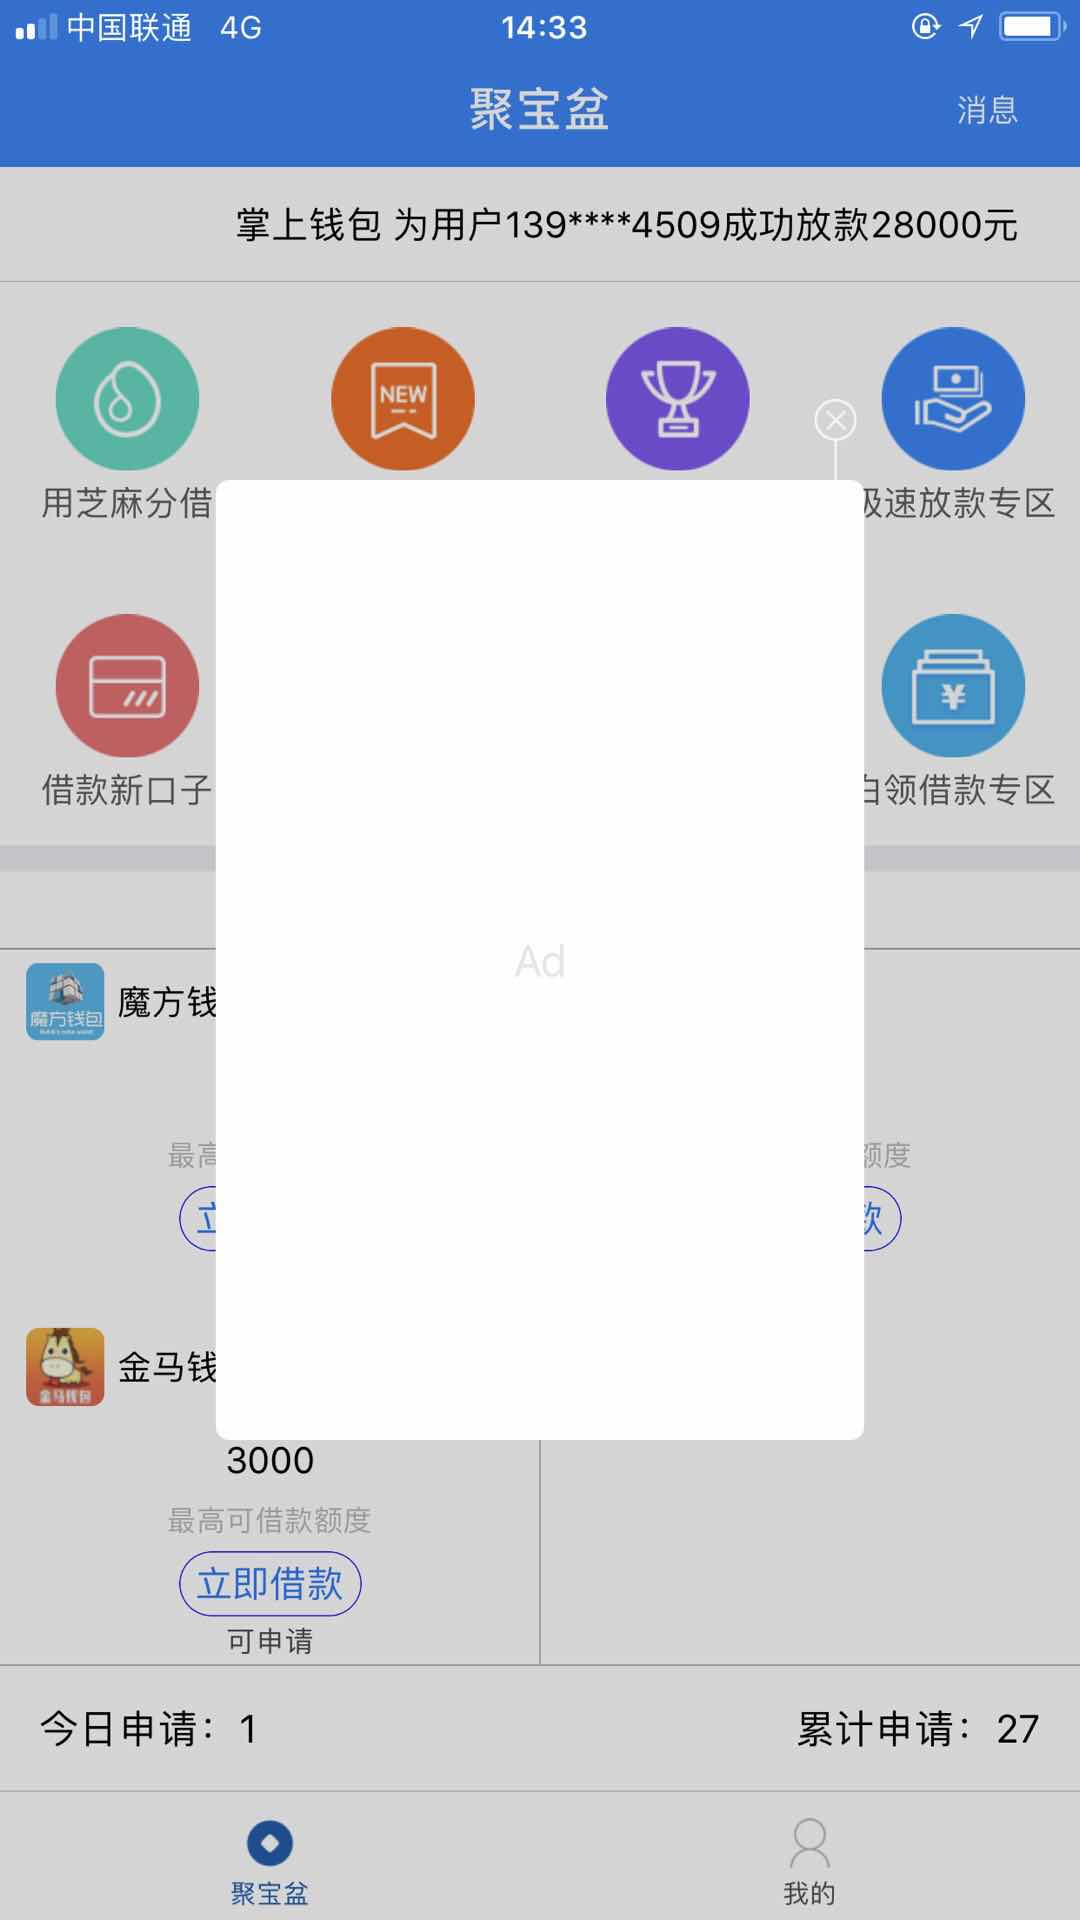 中国联通 4G 14:33
聚宝盆 消息
掌上钱包 为用户139****4509成功放款28000元
NEW
用芝麻分借 速放款专区
¥
借款新口子 领借款专区
Ad
魔方钱包
魔方钱
最高 额度
立 款
金马钱包
金马钱
3000
最高可借款额度
立即借款
可申请
今日申请：1 累计申请：27
聚宝盆 我的